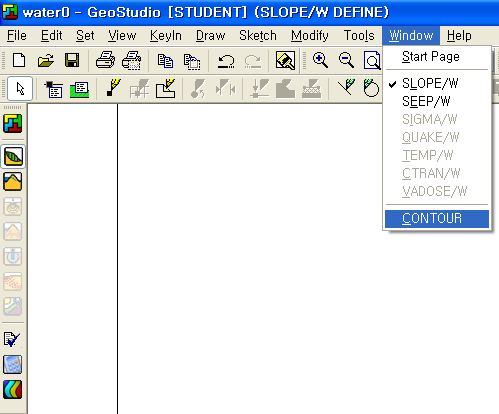 water0 - GeoStudio [STUDENT] (SLOPE/W DEFINE)
File Edit Set View KeyIn Draw Sketch Modify Tools Window Help
Start Page
SLOPE/W
SEEP/W
SIGMA/W
QUAKE/W
TEMP/W
CTRAN/W
VADOSE/W
CONTOUR